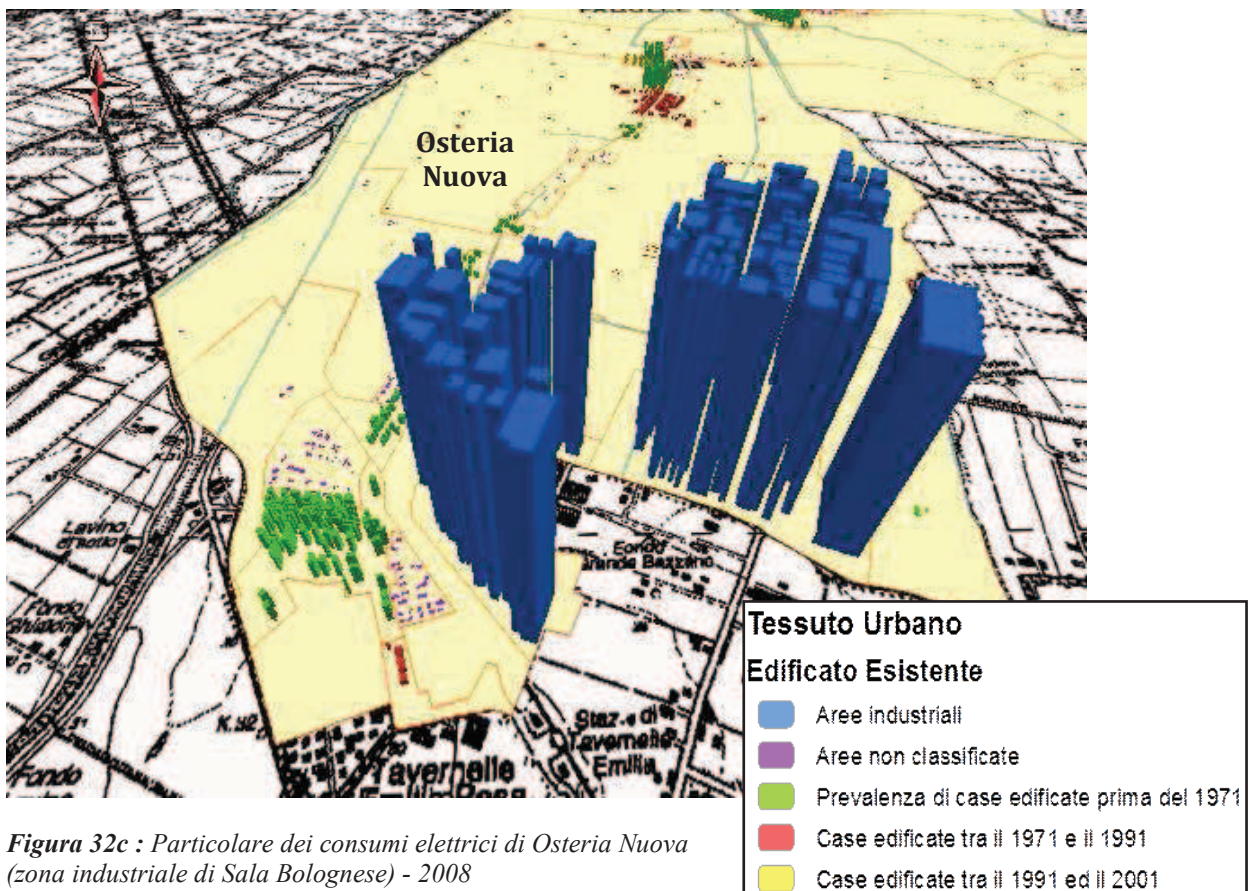 Osteria
Nuova
Lavino
Fondo
Fondo
K.92
Staz. di
Tavernelle
Emilia
Tavernelle
Tessuto Urbano
Edificato Esistente
Aree industriali
Aree non classificate
Prevalenza di case edificate prima del 1971
Case edificate tra il 1971 e il 1991
Case edificate tra il 1991 ed il 2001
Figura 32c : Particolare dei consumi elettrici di Osteria Nuova
(zona industriale di Sala Bolognese) - 2008